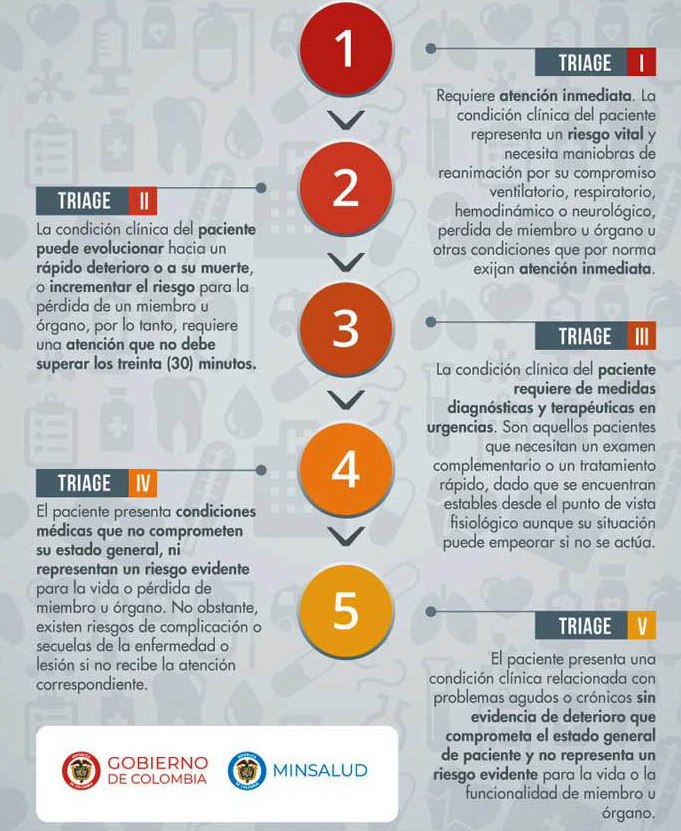 1
TRIAGE I
Requiere atención inmediata. La
condición clínica del paciente
representa un riesgo vital y
necesita maniobras de
reanimación por su compromiso
ventilatorio, respiratorio,
hemodinámico o neurológico,
perdida de miembro u órgano u
otras condiciones que por norma
exijan atención inmediata.
2
TRIAGE II
La condición clínica del paciente
puede evolucionar hacia un
rápido deterioro o a su muerte,
o incrementar el riesgo para la
pérdida de un miembro u
órgano, por lo tanto, requiere
una atención que no debe
superar los treinta (30) minutos.
3
TRIAGE III
La condición clínica del paciente
requiere de medidas
diagnósticas y terapéuticas en
urgencias. Son aquellos pacientes
que necesitan un examen
complementario o un tratamiento
rápido, dado que se encuentran
estables desde el punto de vista
fisiológico aunque su situación
puede empeorar si no se actúa.
4
TRIAGE IV
El paciente presenta condiciones
médicas que no comprometen
su estado general, ni
representan un riesgo evidente
para la vida o pérdida de
miembro u órgano. No obstante,
existen riesgos de complicación o
secuelas de la enfermedad o
lesión si no recibe la atención
correspondiente.
5
TRIAGE V
El paciente presenta una
condición clínica relacionada con
problemas agudos o crónicos sin
evidencia de deterioro que
comprometa el estado general
de paciente y no representa un
riesgo evidente para la vida o la
funcionalidad de miembro u
órgano.
GOBIERNO
DE COLOMBIA
MINSALUD